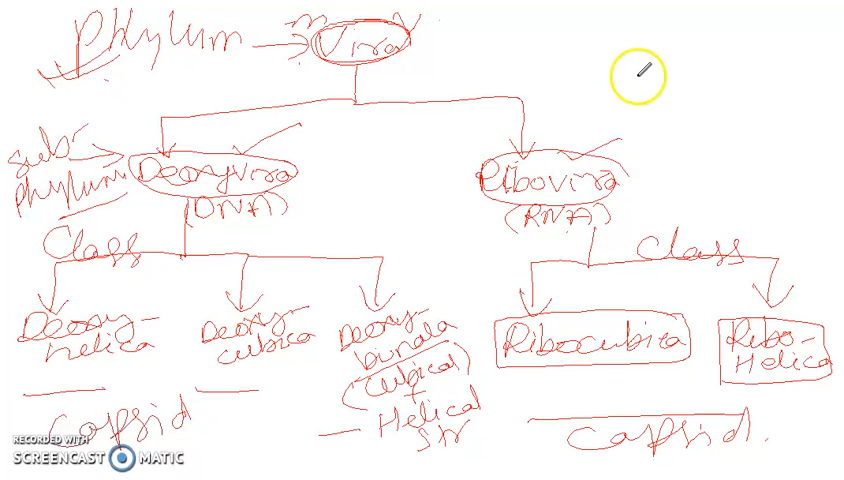 Phylum → Vira
Sub-
phylum
Deoxyvira
(DNA)
Ribovira
(RNA)
Class
Class
Deoxy-
helica
Deoxy-
cubica
Deoxy-
binala
(Cubical)
+
Helical
Str
Ribocubica
Ribo-
Helica
Capsid
Capsid.
RECORDED WITH
SCREENCAST MATIC